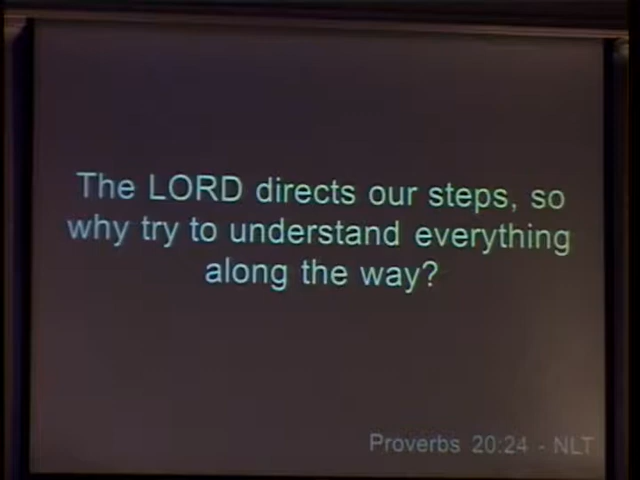 The LORD directs our steps, so
why try to understand everything
along the way?
Proverbs 20:24 - NLT